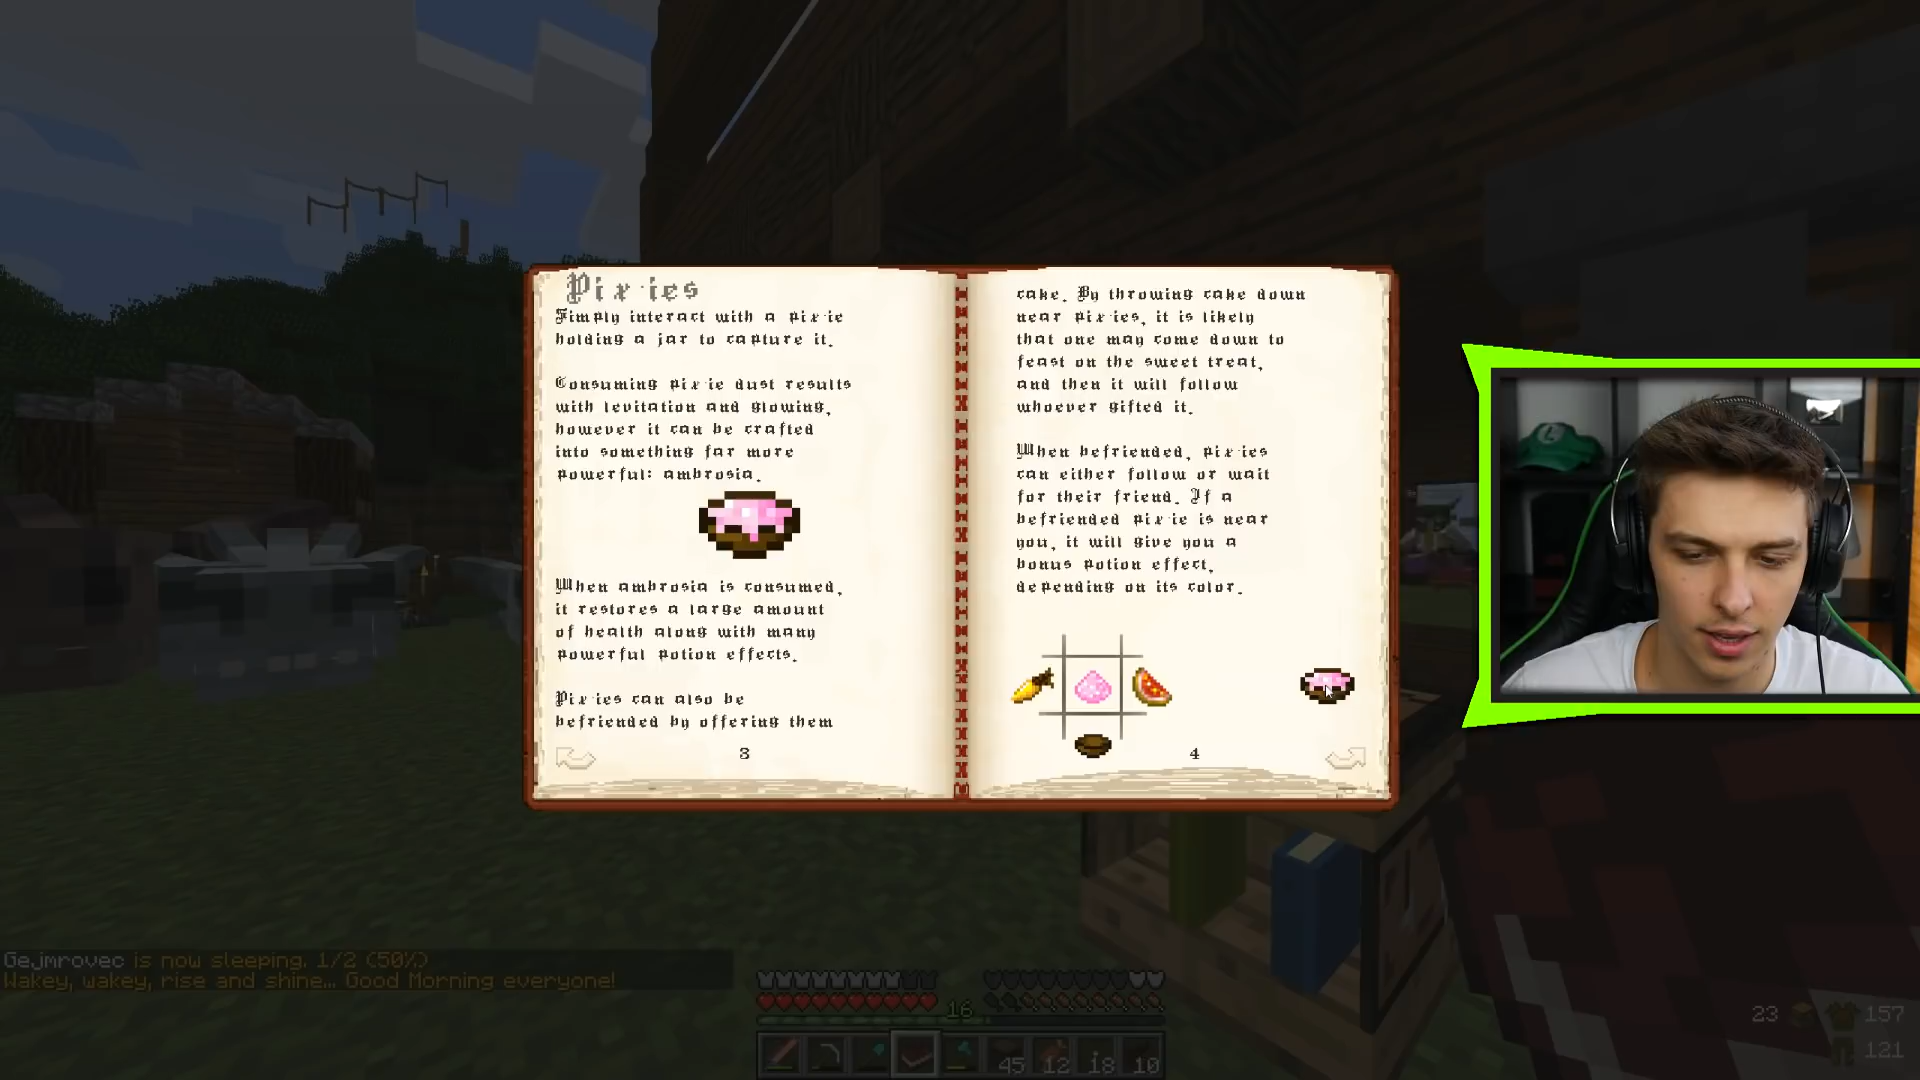 Pixies
Simply interact with a pixie
holding a jar to capture it.
Consuming pixie dust results
with levitation and glowing,
however it can be crafted
into something far more
powerful: ambrosia.
When ambrosia is consumed,
it restores a large amount
of health along with many
powerful potion effects.
Pixies can also be
befriended by offering them
3
cake. By throwing cake down
near pixies, it is likely
that one may come down to
feast on the sweet treat,
and then it will follow
whoever gifted it.
When befriended, pixies
can either follow or wait
for their friend. If a
befriended pixie is near
you, it will give you a
bonus potion effect,
depending on its color.
4
Gejmrovec is now sleeping. 1/2 (50%)
Wakey, wakey, rise and shine... Good Morning everyone!
16
45 12 18 10
23 157
121